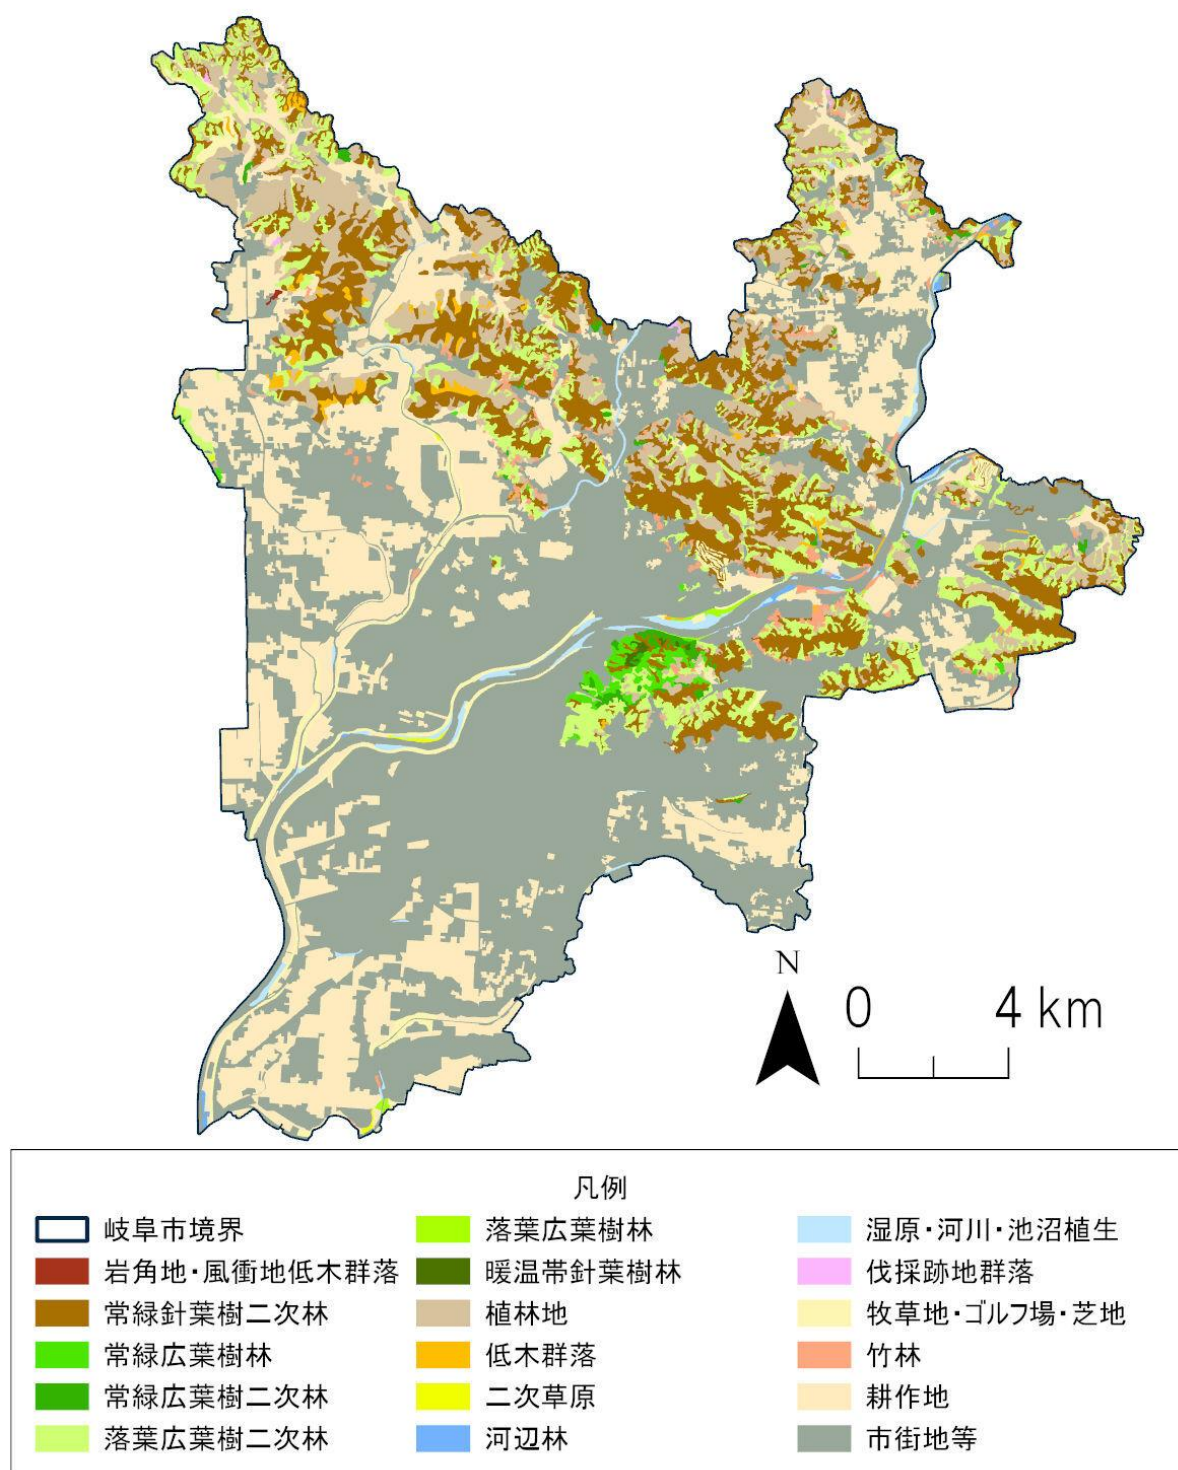 N
0 4 km
凡例
岐阜市境界
岩角地・風衝地低木群落
常緑針葉樹二次林
常緑広葉樹林
常緑広葉樹二次林
落葉広葉樹二次林
落葉広葉樹林
暖温帯針葉樹林
植林地
低木群落
二次草原
河辺林
湿原・河川・池沼植生
伐採跡地群落
牧草地・ゴルフ場・芝地
竹林
耕作地
市街地等